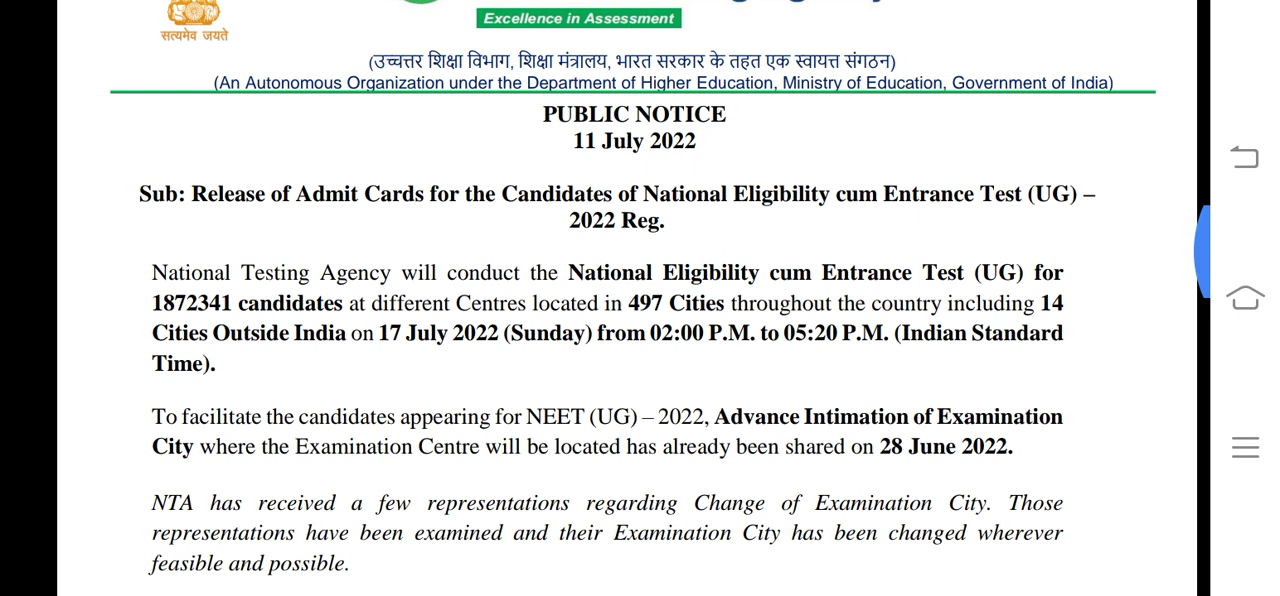 सत्यमेव जयते
Excellence in Assessment
(उच्चत्तर शिक्षा विभाग, शिक्षा मंत्रालय, भारत सरकार के तहत एक स्वायत्त संगठन)
(An Autonomous Organization under the Department of Higher Education, Ministry of Education, Government of India)
PUBLIC NOTICE
11 July 2022
Sub: Release of Admit Cards for the Candidates of National Eligibility cum Entrance Test (UG) –
2022 Reg.
National Testing Agency will conduct the National Eligibility cum Entrance Test (UG) for
1872341 candidates at different Centres located in 497 Cities throughout the country including 14
Cities Outside India on 17 July 2022 (Sunday) from 02:00 P.M. to 05:20 P.M. (Indian Standard
Time).
To facilitate the candidates appearing for NEET (UG) – 2022, Advance Intimation of Examination
City where the Examination Centre will be located has already been shared on 28 June 2022.
NTA has received a few representations regarding Change of Examination City. Those
representations have been examined and their Examination City has been changed wherever
feasible and possible.